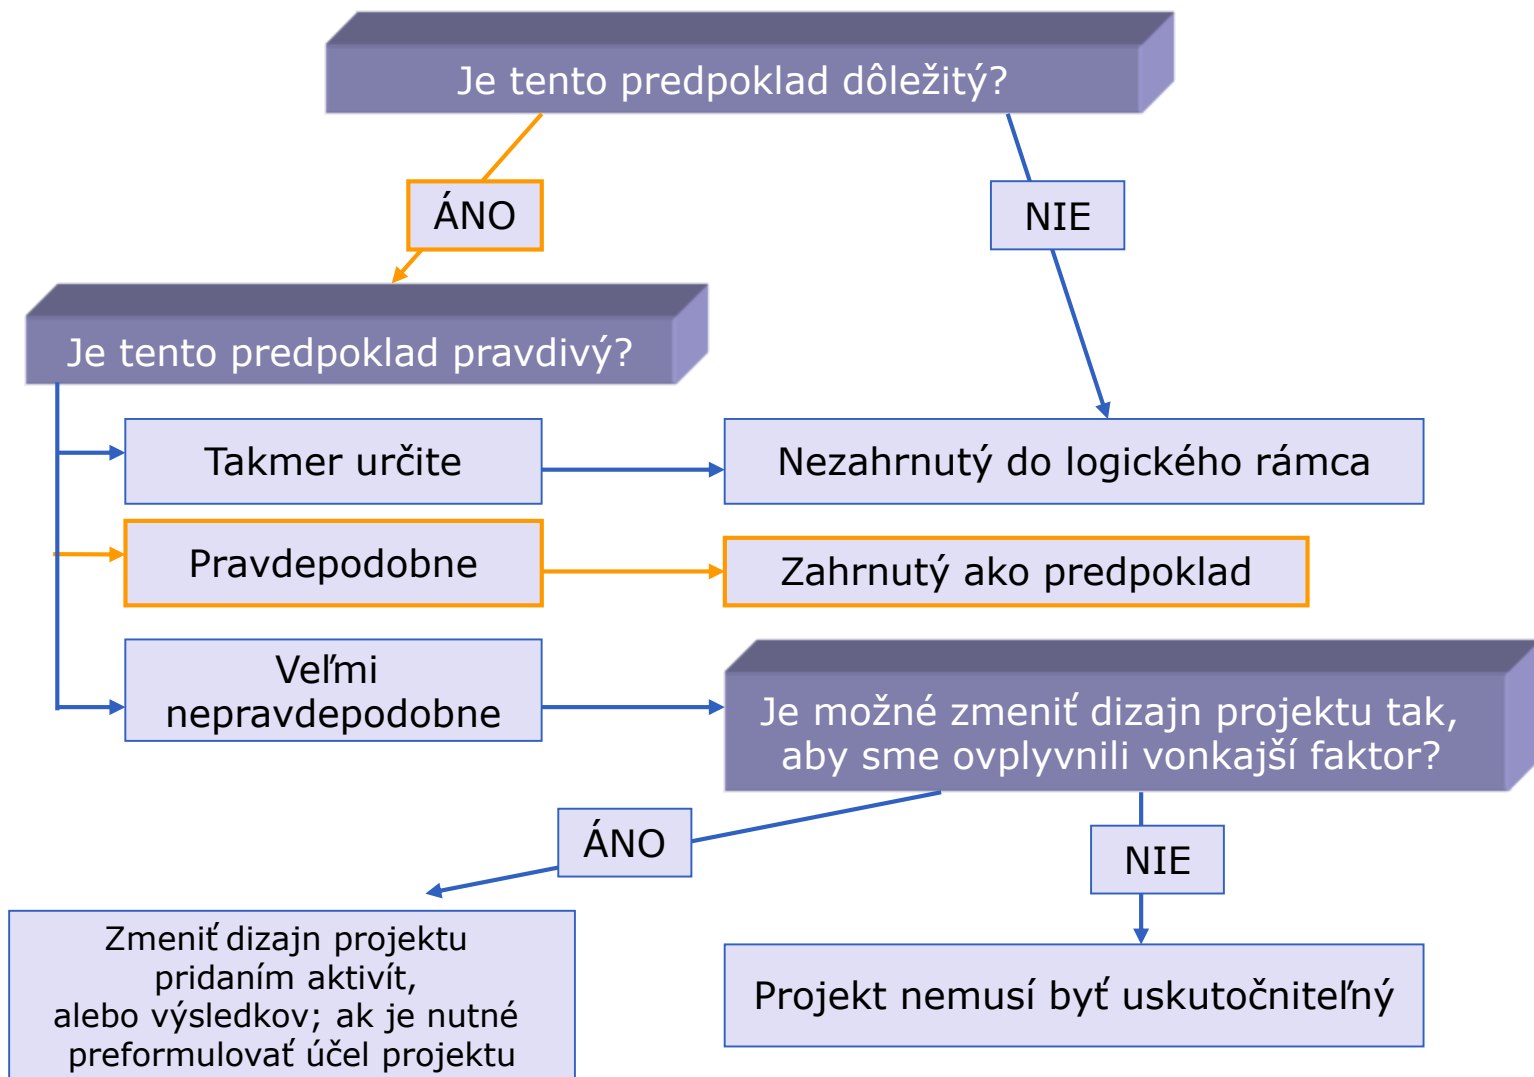 Je tento predpoklad dôležitý?
ÁNO
NIE
Je tento predpoklad pravdivý?
Takmer určite
Nezahrnutý do logického rámca
Pravdepodobne
Zahrnutý ako predpoklad
Veľmi
nepravdepodobne
Je možné zmeniť dizajn projektu tak,
aby sme ovplyvnili vonkajší faktor?
ÁNO
NIE
Zmeniť dizajn projektu
pridaním aktivít,
alebo výsledkov; ak je nutné
preformulovať účel projektu
Projekt nemusí byť uskutočniteľný